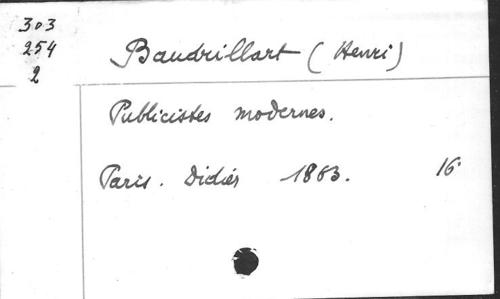 303
254
2
Baudrillart (Henri)
Publicistes modernes.
Paris. Didier 1863. 16°